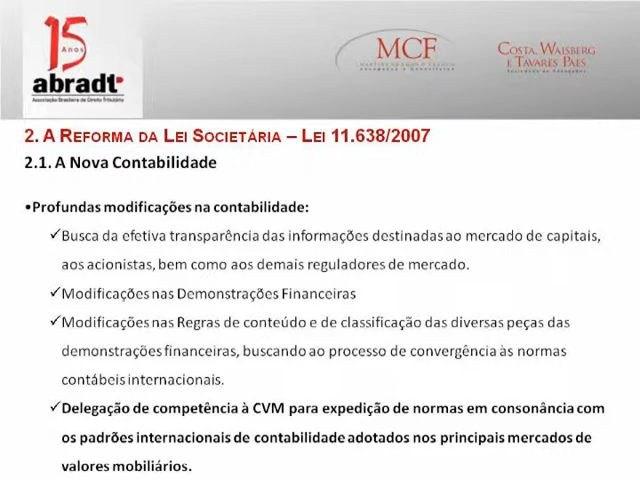 15
Anos
abradt
Associação Brasileira de Direito Tributário
MCF
Costa, Waisberg
e Tavares Paes
2. A Reforma da Lei Societária – Lei 11.638/2007
2.1. A Nova Contabilidade
•Profundas modificações na contabilidade:
✓Busca da efetiva transparência das informações destinadas ao mercado de capitais,
aos acionistas, bem como aos demais reguladores de mercado.
✓Modificações nas Demonstrações Financeiras
✓Modificações nas Regras de conteúdo e de classificação das diversas peças das
demonstrações financeiras, buscando ao processo de convergência às normas
contábeis internacionais.
✓Delegação de competência à CVM para expedição de normas em consonância com
os padrões internacionais de contabilidade adotados nos principais mercados de
valores mobiliários.